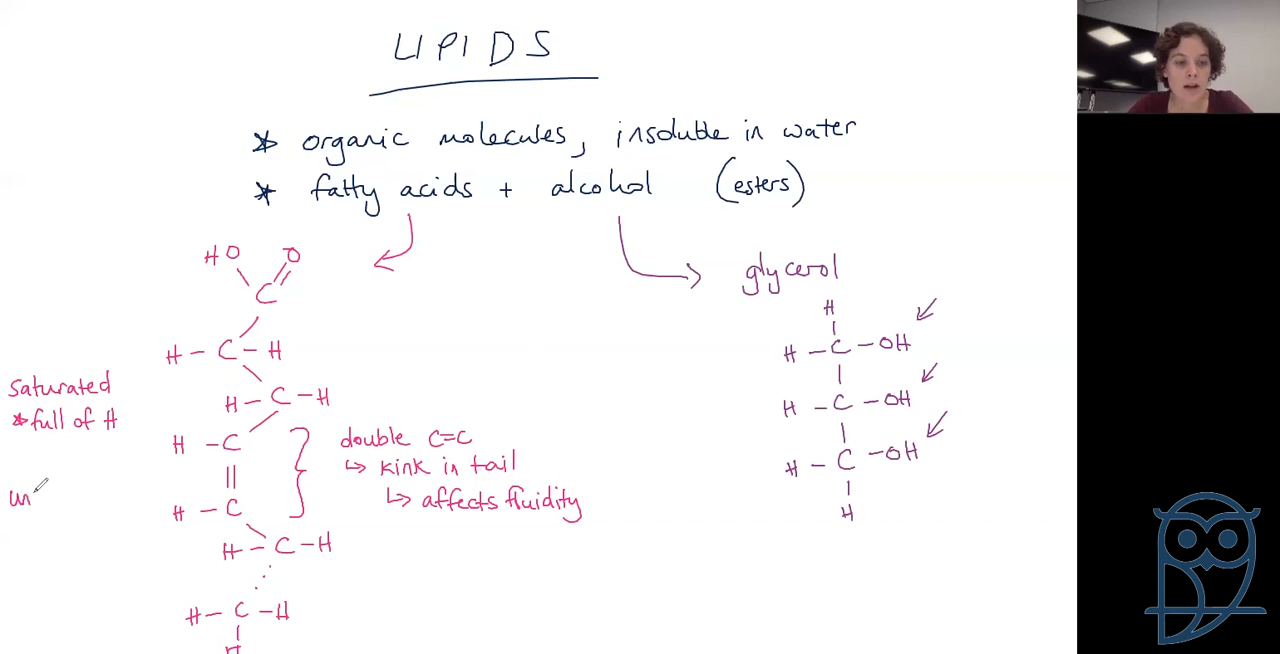 LIPIDS
* organic molecules, insoluble in water
* fatty acids + alcohol (esters)
HO O
C
H - C - H
H - C - H
H - C
H - C
H - C - H
H - C - H
H
Saturated
* full of H
un
double C=C
↳ kink in tail
↳ affects fluidity
glycerol
H
H - C - OH
H - C - OH
H - C - OH
H